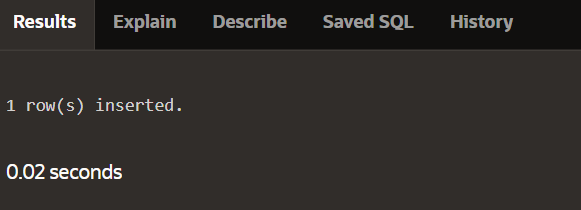 Results Explain Describe Saved SQL History
1 row(s) inserted.
0.02 seconds